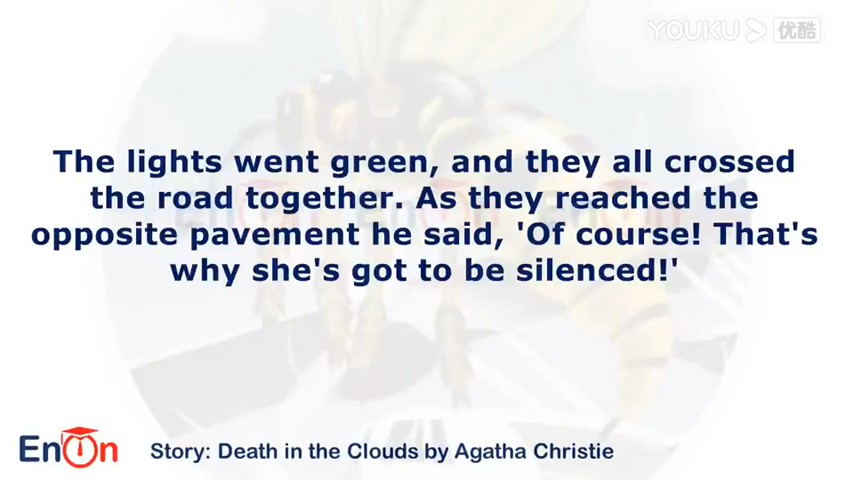 YOUKU 优酷
The lights went green, and they all crossed
the road together. As they reached the
opposite pavement he said, 'Of course! That's
why she's got to be silenced!'
EnOn
Story: Death in the Clouds by Agatha Christie